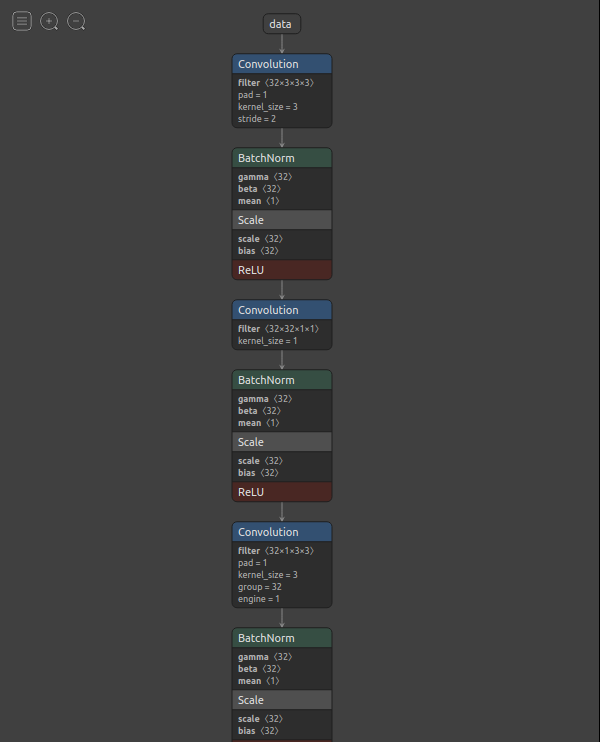 data
Convolution
filter〈32×3×3×3〉
pad = 1
kernel_size = 3
stride = 2
BatchNorm
gamma〈32〉
beta〈32〉
mean〈1〉
Scale
scale〈32〉
bias〈32〉
ReLU
Convolution
filter〈32×32×1×1〉
kernel_size = 1
BatchNorm
gamma〈32〉
beta〈32〉
mean〈1〉
Scale
scale〈32〉
bias〈32〉
ReLU
Convolution
filter〈32×1×3×3〉
pad = 1
kernel_size = 3
group = 32
engine = 1
BatchNorm
gamma〈32〉
beta〈32〉
mean〈1〉
Scale
scale〈32〉
bias〈32〉